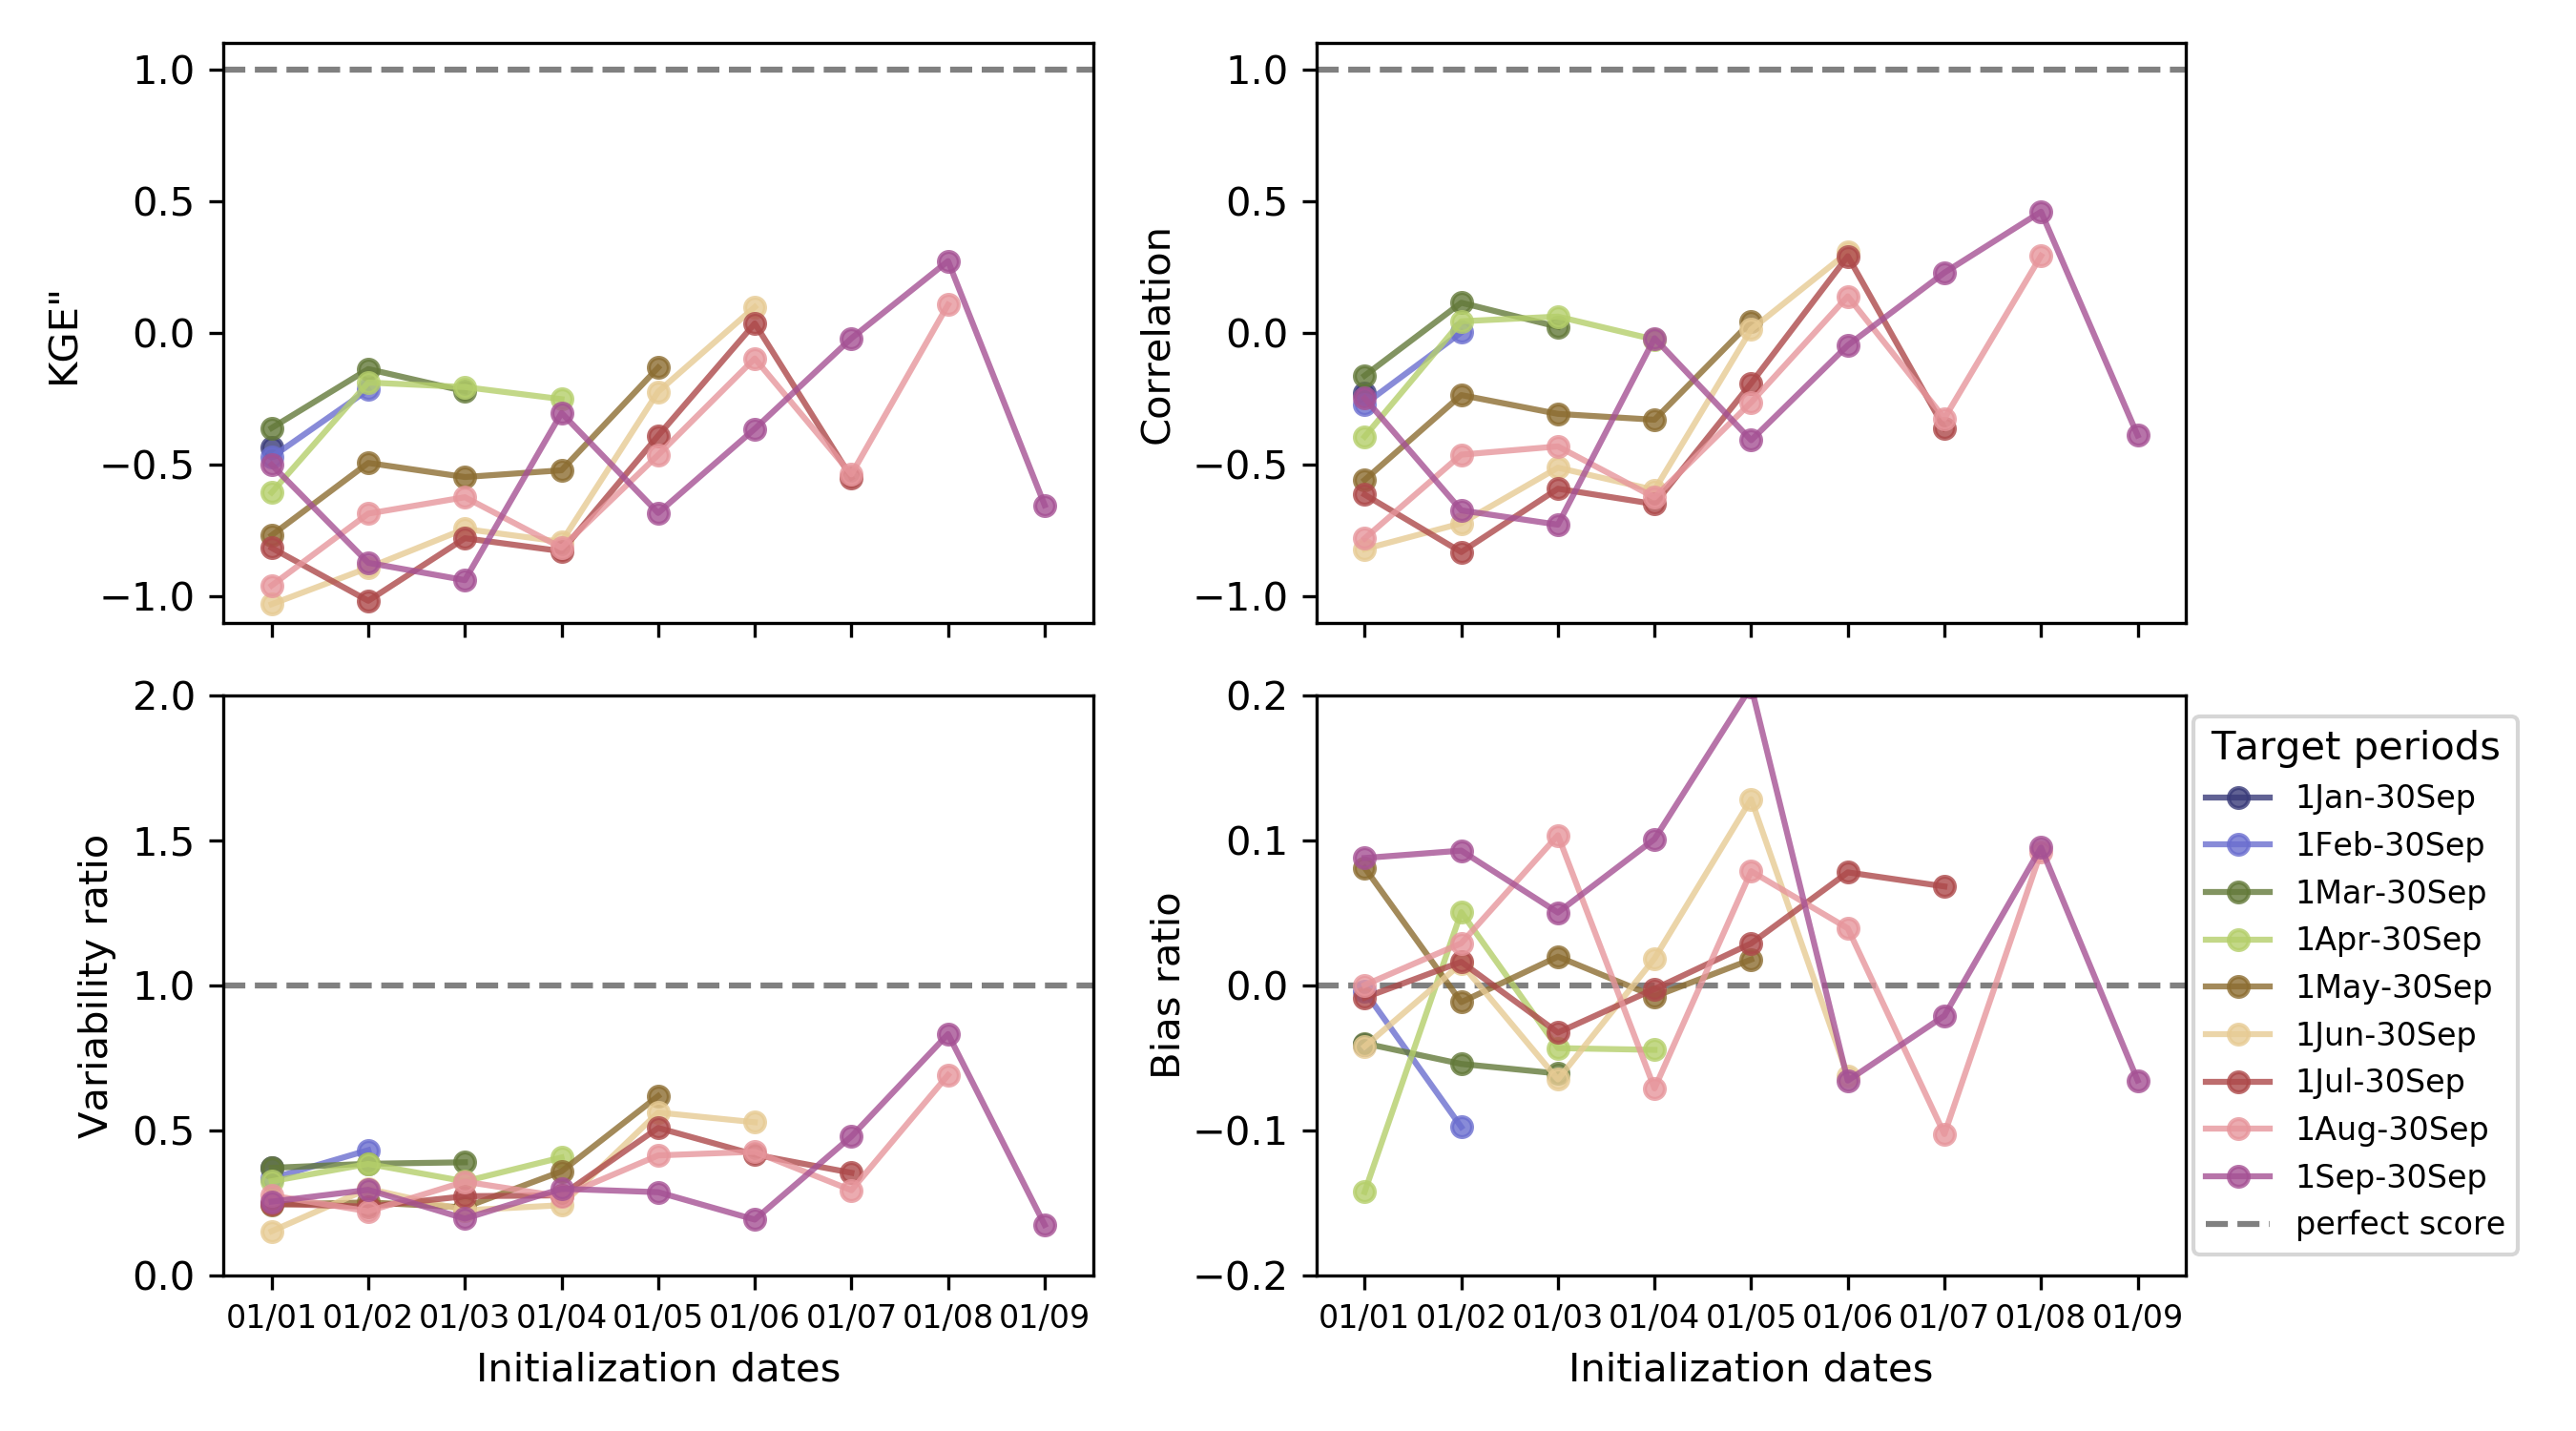 1.0
0.5
0.0
−0.5
−1.0
KGE"
1.0
0.5
0.0
−0.5
−1.0
Correlation
2.0
1.5
1.0
0.5
0.0
Variability ratio
01/01 01/02 01/03 01/04 01/05 01/06 01/07 01/08 01/09
Initialization dates
0.2
0.1
0.0
−0.1
−0.2
Bias ratio
01/01 01/02 01/03 01/04 01/05 01/06 01/07 01/08 01/09
Initialization dates
Target periods
1Jan-30Sep
1Feb-30Sep
1Mar-30Sep
1Apr-30Sep
1May-30Sep
1Jun-30Sep
1Jul-30Sep
1Aug-30Sep
1Sep-30Sep
perfect score